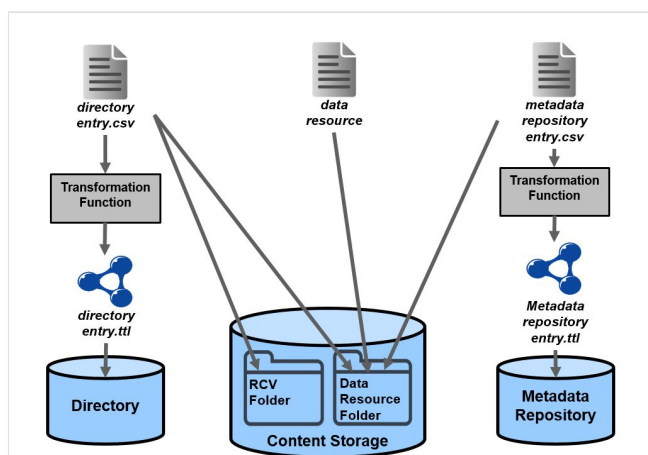 directory
entry.csv
data
resource
metadata
repository
entry.csv
Transformation
Function
Transformation
Function
directory
entry.ttl
Metadata
repository
entry.ttl
RCV
Folder
Data
Resource
Folder
Directory
Content Storage
Metadata
Repository